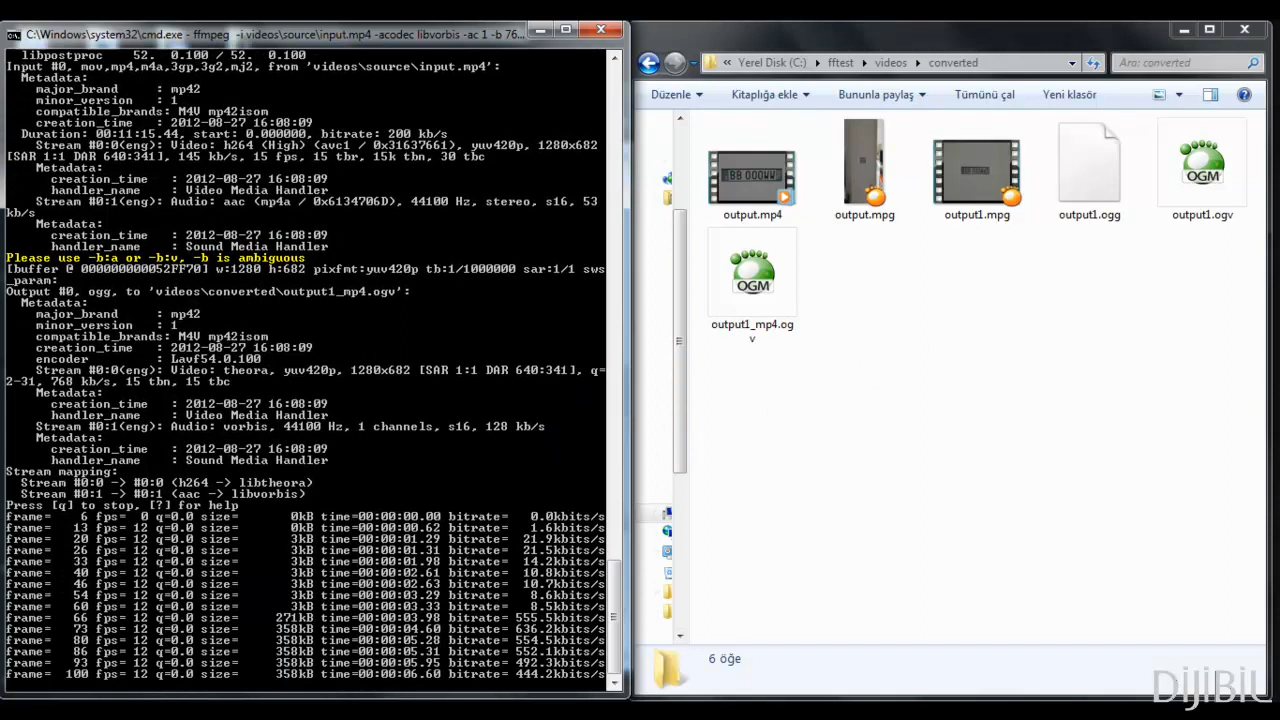 C:\Windows\system32\cmd.exe - ffmpeg  -i videos\source\input.mp4 -acodec libvorbis -ac 1 -b 76...
libpostproc    52.  0.100 / 52.  0.100
Input #0, mov,mp4,m4a,3gp,3g2,mj2, from 'videos\source\input.mp4':
Metadata:
major_brand     : mp42
minor_version   : 1
compatible_brands: M4V mp42isom
creation_time   : 2012-08-27 16:08:09
Duration: 00:11:15.44, start: 0.000000, bitrate: 200 kb/s
Stream #0:0(eng): Video: h264 (High) (avc1 / 0x31637661), yuv420p, 1280x682
[SAR 1:1 DAR 640:341], 145 kb/s, 15 fps, 15 tbr, 15k tbn, 30 tbc
Metadata:
creation_time   : 2012-08-27 16:08:09
handler_name    : Video Media Handler
Stream #0:1(eng): Audio: aac (mp4a / 0x6134706D), 44100 Hz, stereo, s16, 53
kb/s
Metadata:
creation_time   : 2012-08-27 16:08:09
handler_name    : Sound Media Handler
Please use -b:a or -b:v, -b is ambiguous
[buffer @ 000000000052FF70] w:1280 h:682 pixfmt:yuv420p tb:1/1000000 sar:1/1 sws
_param:
Output #0, ogg, to 'videos\converted\output1_mp4.ogv':
Metadata:
major_brand     : mp42
minor_version   : 1
compatible_brands: M4V mp42isom
creation_time   : 2012-08-27 16:08:09
encoder         : Lavf54.0.100
Stream #0:0(eng): Video: theora, yuv420p, 1280x682 [SAR 1:1 DAR 640:341], q=
2-31, 768 kb/s, 15 tbn, 15 tbc
Metadata:
creation_time   : 2012-08-27 16:08:09
handler_name    : Video Media Handler
Stream #0:1(eng): Audio: vorbis, 44100 Hz, 1 channels, s16, 128 kb/s
Metadata:
creation_time   : 2012-08-27 16:08:09
handler_name    : Sound Media Handler
Stream mapping:
Stream #0:0 -> #0:0 (h264 -> libtheora)
Stream #0:1 -> #0:1 (aac -> libvorbis)
Press [q] to stop, [?] for help
frame=    6 fps=  0 q=0.0 size=       0kB time=00:00:00.00 bitrate=   0.0kbits/s
frame=   13 fps= 12 q=0.0 size=       0kB time=00:00:00.62 bitrate=   1.6kbits/s
frame=   20 fps= 12 q=0.0 size=       3kB time=00:00:01.29 bitrate=  21.9kbits/s
frame=   26 fps= 12 q=0.0 size=       3kB time=00:00:01.31 bitrate=  21.5kbits/s
frame=   33 fps= 12 q=0.0 size=       3kB time=00:00:01.98 bitrate=  14.2kbits/s
frame=   40 fps= 12 q=0.0 size=       3kB time=00:00:02.61 bitrate=  10.8kbits/s
frame=   46 fps= 12 q=0.0 size=       3kB time=00:00:02.63 bitrate=  10.7kbits/s
frame=   54 fps= 12 q=0.0 size=       3kB time=00:00:03.29 bitrate=   8.6kbits/s
frame=   60 fps= 12 q=0.0 size=       3kB time=00:00:03.33 bitrate=   8.5kbits/s
frame=   66 fps= 12 q=0.0 size=     271kB time=00:00:03.98 bitrate= 555.5kbits/s
frame=   73 fps= 12 q=0.0 size=     358kB time=00:00:04.60 bitrate= 636.2kbits/s
frame=   80 fps= 12 q=0.0 size=     358kB time=00:00:05.28 bitrate= 554.5kbits/s
frame=   86 fps= 12 q=0.0 size=     358kB time=00:00:05.31 bitrate= 552.1kbits/s
frame=   93 fps= 12 q=0.0 size=     358kB time=00:00:05.95 bitrate= 492.3kbits/s
frame=  100 fps= 12 q=0.0 size=     358kB time=00:00:06.60 bitrate= 444.2kbits/s
« Yerel Disk (C:) ▸ fftest ▸ videos ▸ converted
Ara: converted
Düzenle
Kitaplığa ekle
Bununla paylaş
Tümünü çal
Yeni klasör
OGM
output.mp4
output.mpg
output1.mpg
output1.ogg
output1.ogv
OGM
output1_mp4.og
v
6 öğe
DijiBil